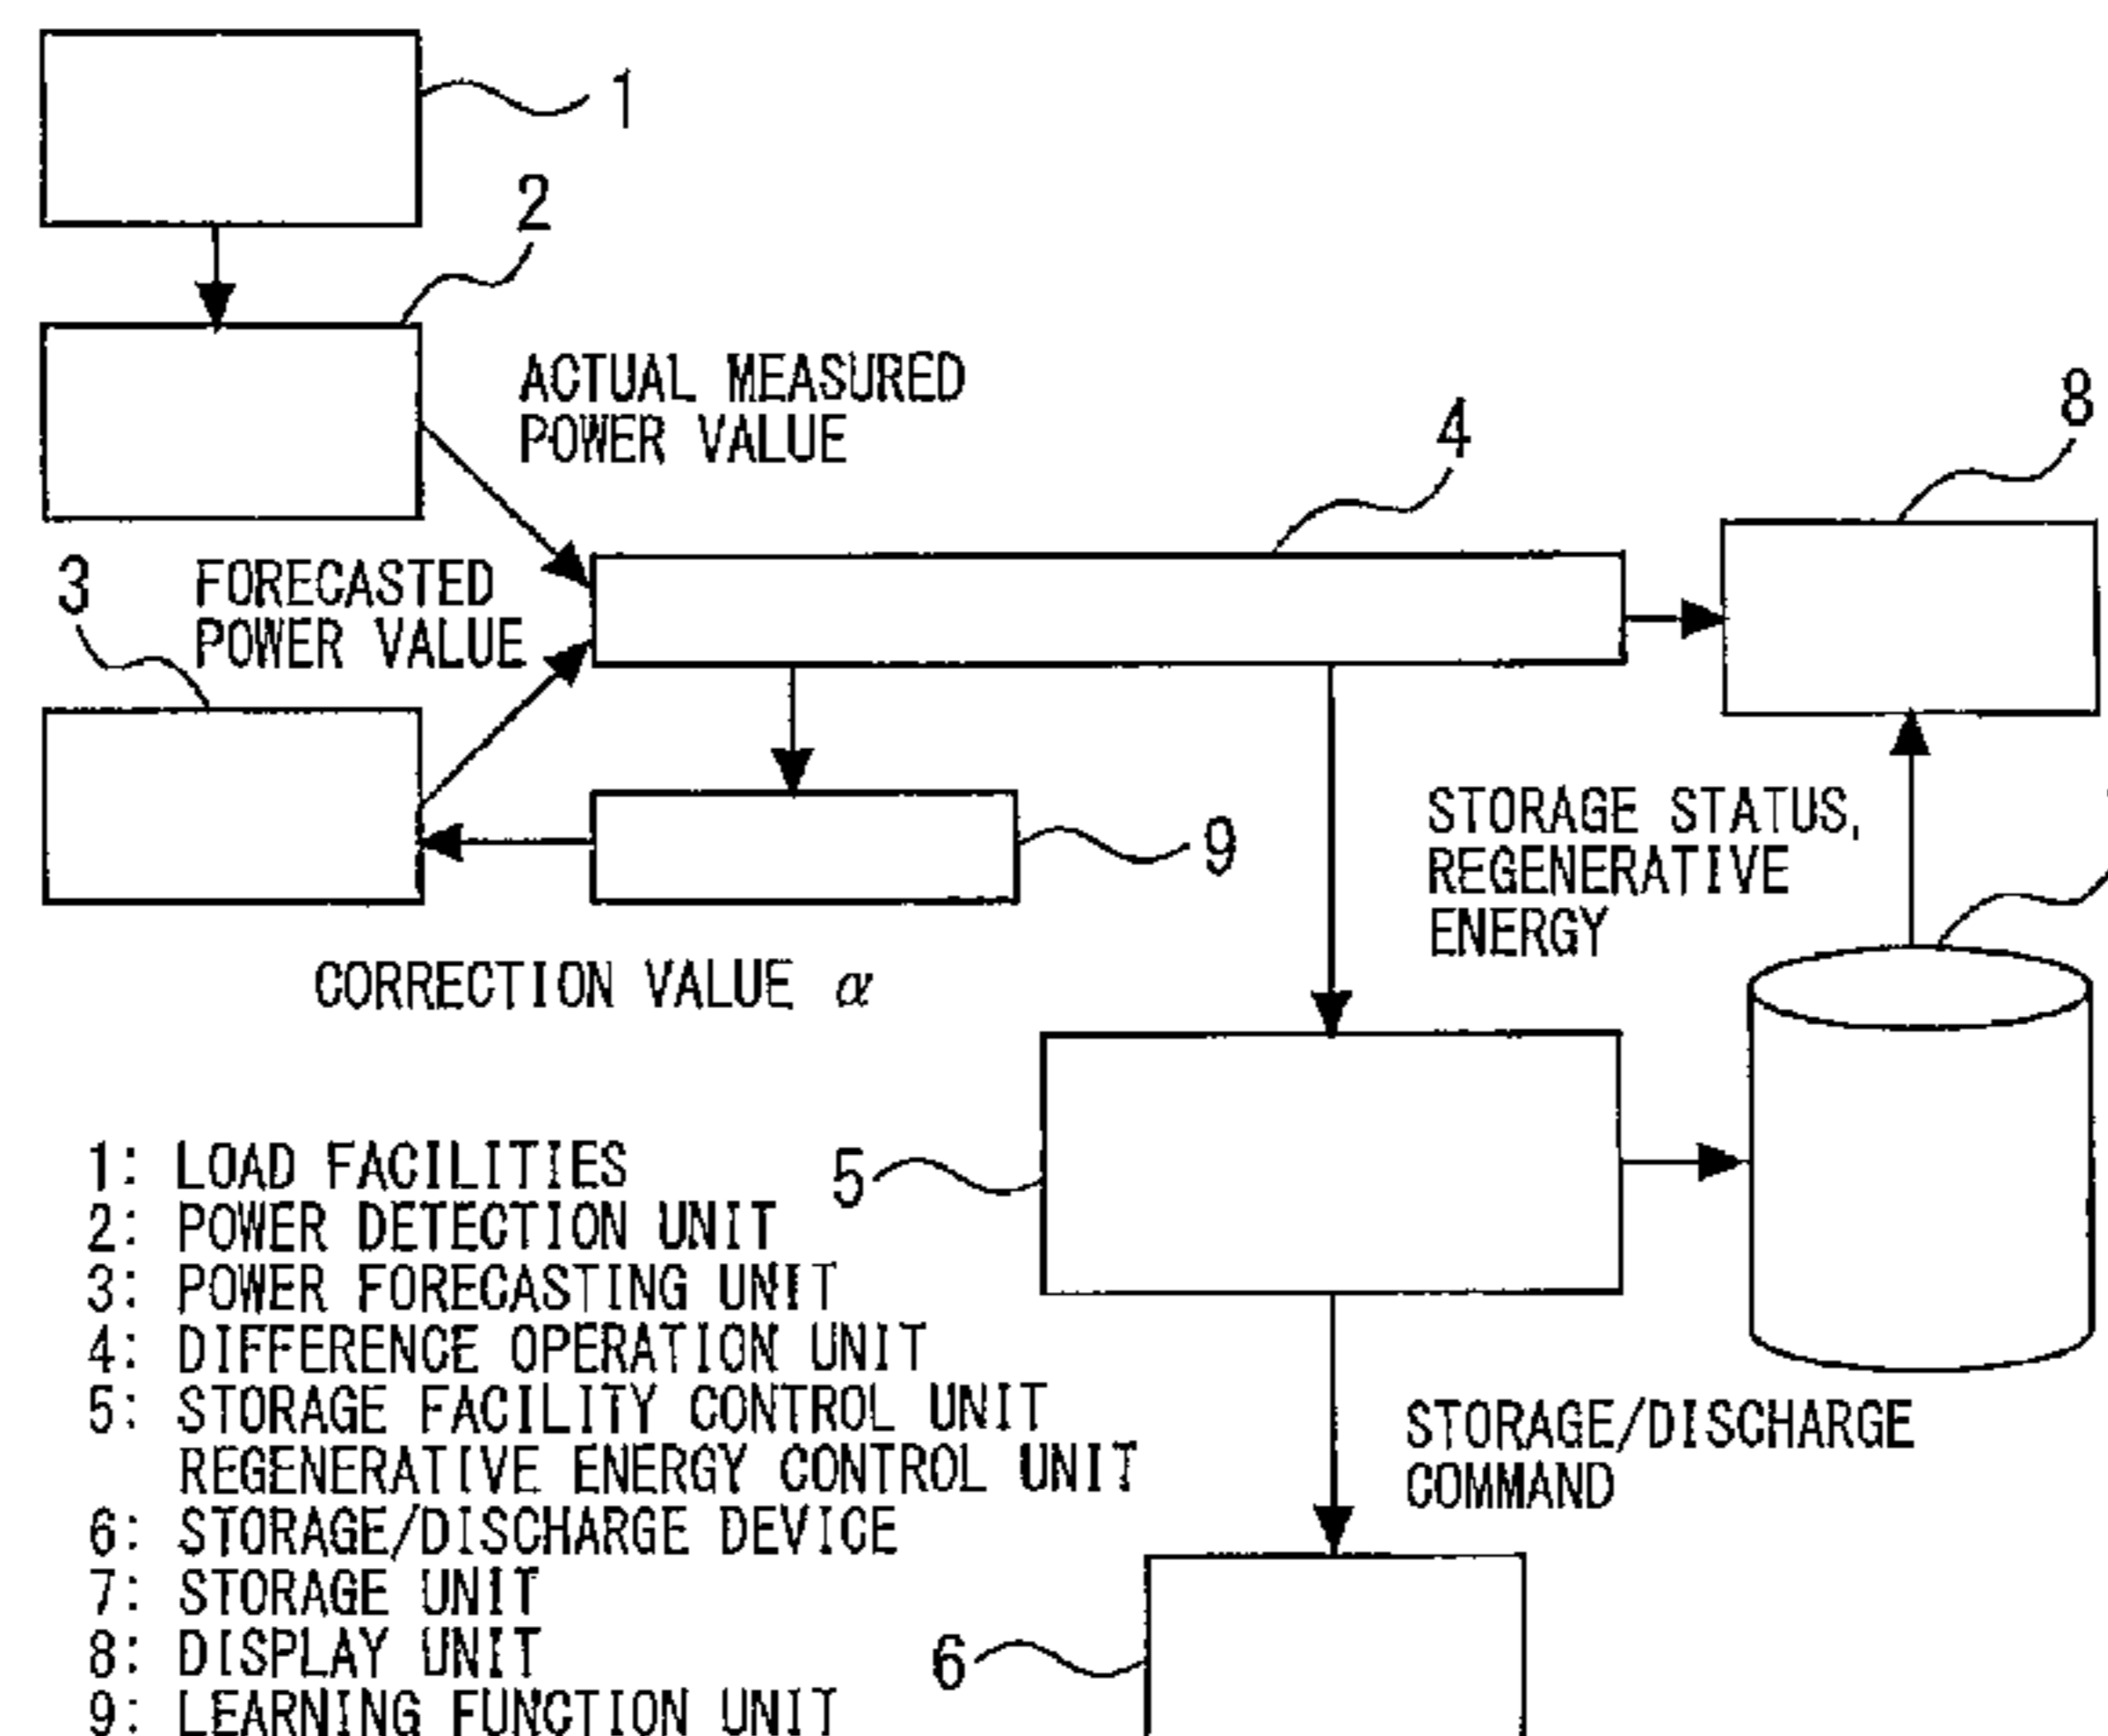 1
2
ACTUAL MEASURED
POWER VALUE
4
8
3
FORECASTED
POWER VALUE
9
STORAGE STATUS,
REGENERATIVE
ENERGY
CORRECTION VALUE α
5
1: LOAD FACILITIES
2: POWER DETECTION UNIT
3: POWER FORECASTING UNIT
4: DIFFERENCE OPERATION UNIT
5: STORAGE FACILITY CONTROL UNIT
REGENERATIVE ENERGY CONTROL UNIT
6: STORAGE/DISCHARGE DEVICE
7: STORAGE UNIT
8: DISPLAY UNIT
9: LEARNING FUNCTION UNIT
STORAGE/DISCHARGE
COMMAND
6